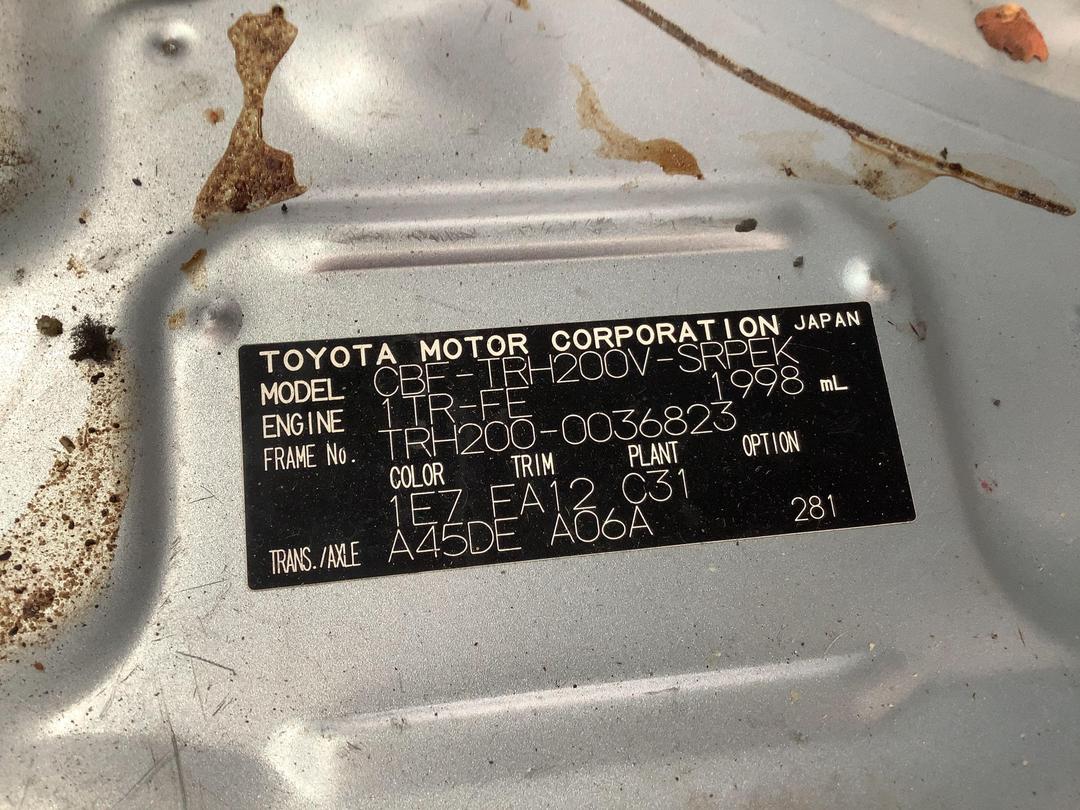 TOYOTA MOTOR CORPORATION JAPAN
MODEL CBF-TRH200V-SRPEK
ENGINE 1TR-FE 1998 mL
FRAME No. TRH200-0036823
COLOR TRIM PLANT OPTION
1E7 FA12 C31
TRANS./AXLE A45DE A06A 281